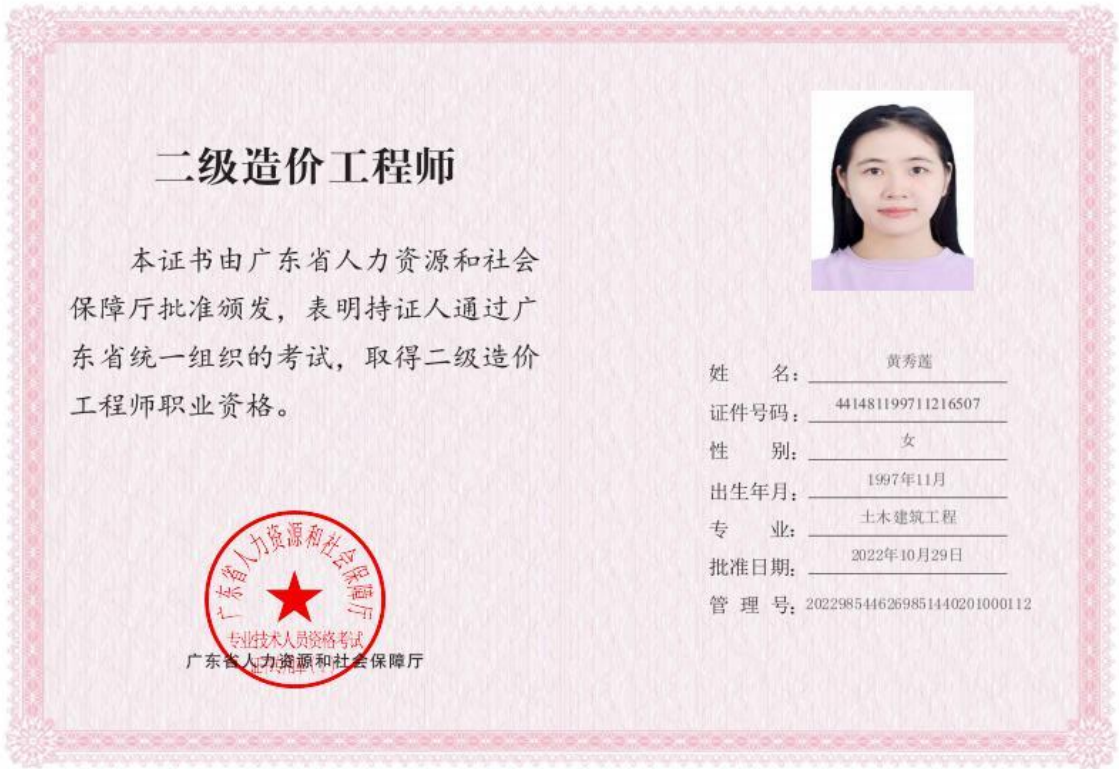 二级造价工程师
本证书由广东省人力资源和社会
保障厅批准颁发，表明持证人通过广
东省统一组织的考试，取得二级造价
工程师职业资格。
广东省人力资源和社会保障厅
专业技术人员资格考试
广东省人力资源和社会保障厅
姓 名：黄秀莲
证件号码：441481199711216507
性 别：女
出生年月：1997年11月
专 业：土木建筑工程
批准日期：2022年10月29日
管 理 号：2022985446269851440201000112